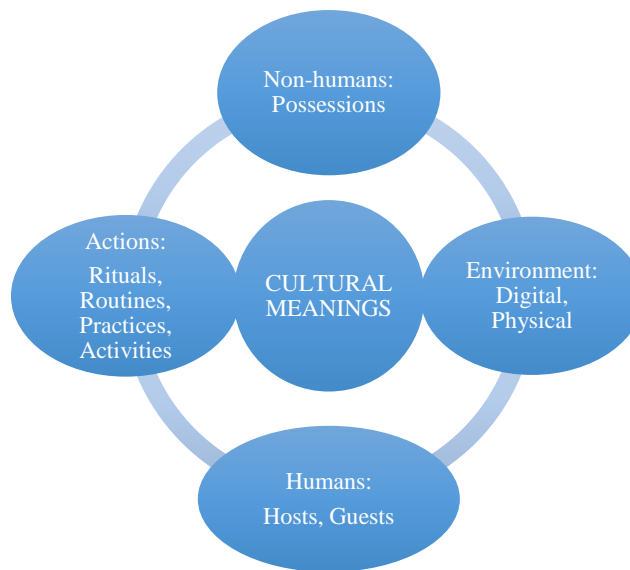 Non-humans:
Possessions
Actions:
Rituals,
Routines,
Practices,
Activities
CULTURAL
MEANINGS
Environment:
Digital,
Physical
Humans:
Hosts, Guests